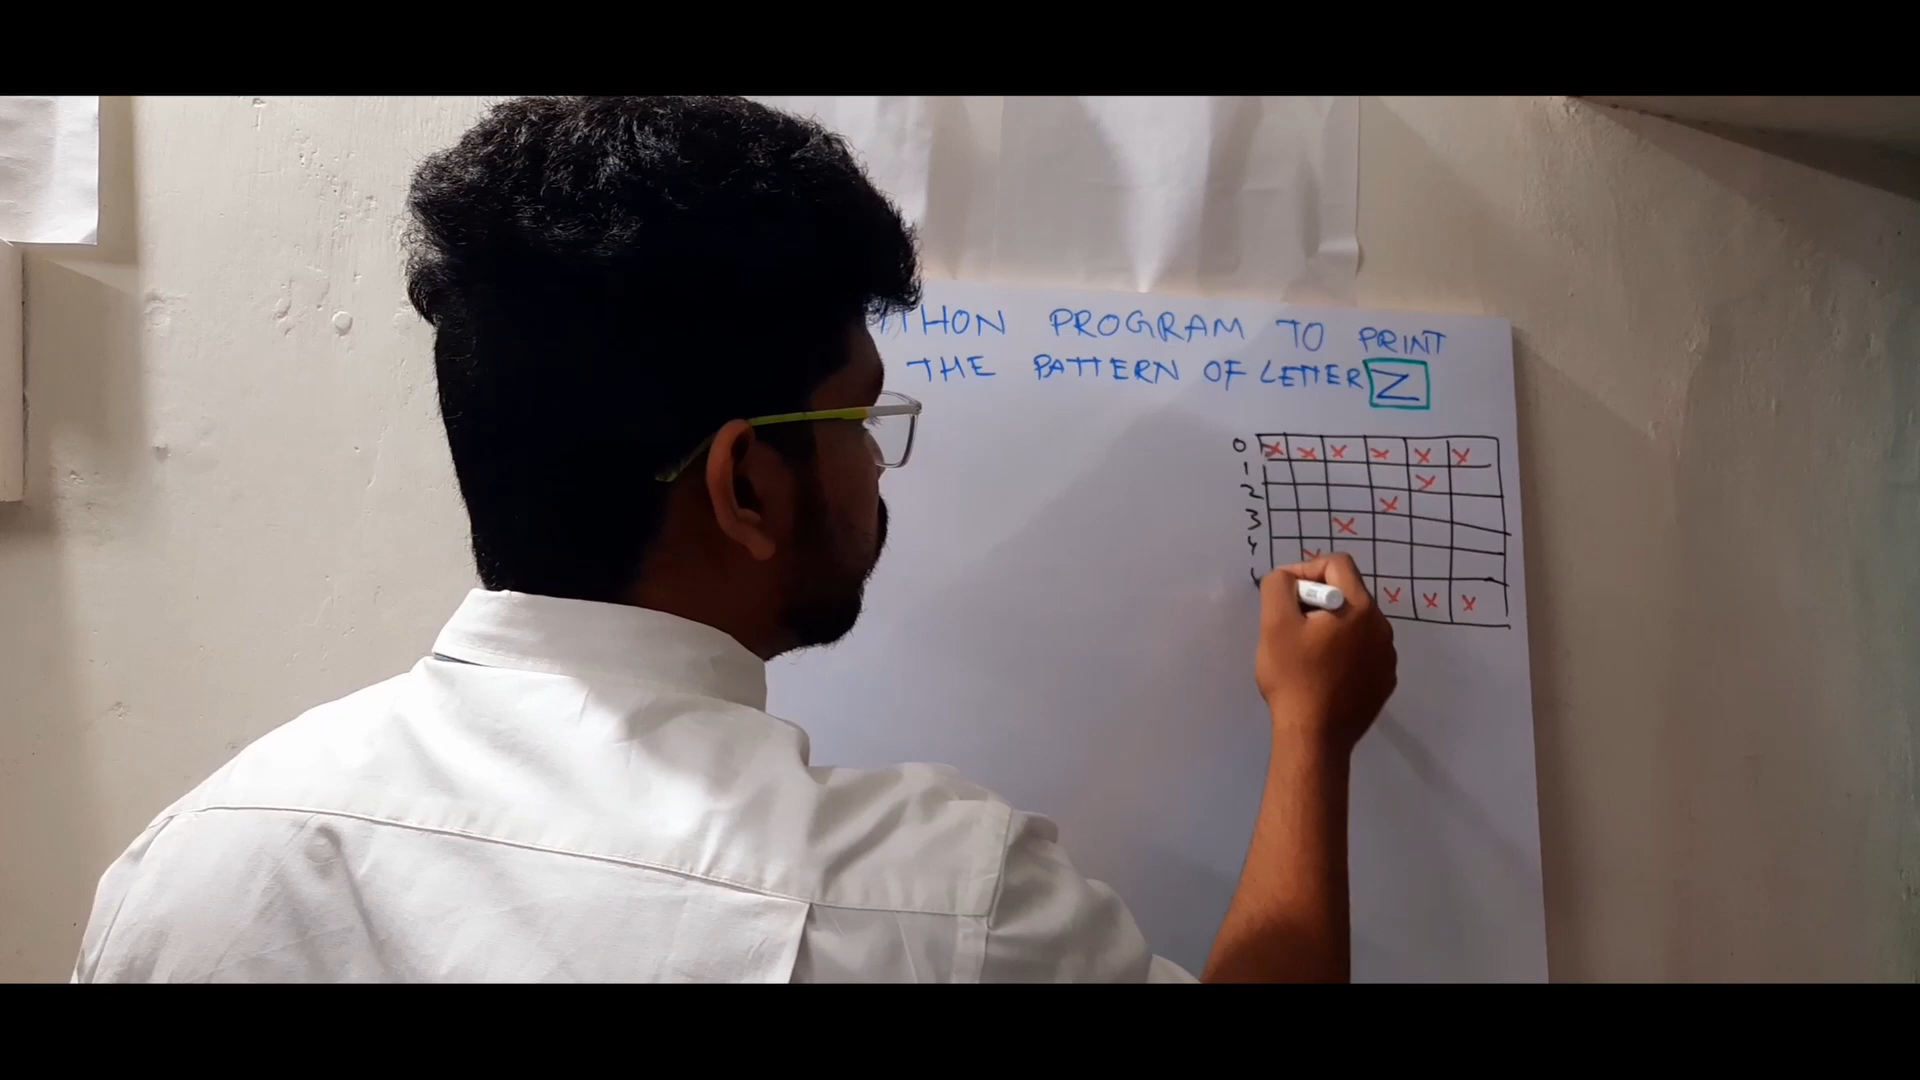 THON PROGRAM TO PRINT
THE PATTERN OF LETTER Z
0 x x x x x x
1 x
2 x
3 x
4 x
x x x